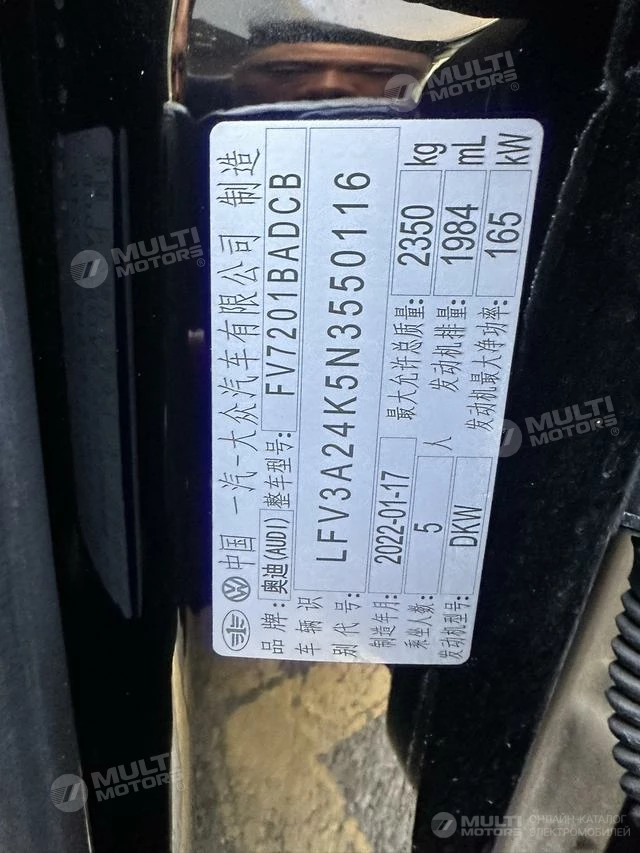 中国 一汽-大众汽车有限公司 制造
品牌: 奥迪(AUDI) 整车型号: FV7201BADCB
车辆识别代号: LFV3A24K5N3550116
制造年月: 2022-01-17 最大允许总质量: 2350 kg
乘坐人数: 5 人 发动机排量: 1984 mL
发动机型号: DKW 发动机最大净功率: 165 kW
MULTI MOTORS®
MULTI MOTORS®
MULTI MOTORS®
MULTI MOTORS®
MULTI MOTORS
ОНЛАЙН-КАТАЛОГ
ЭЛЕКТРОМОБИЛЕЙ